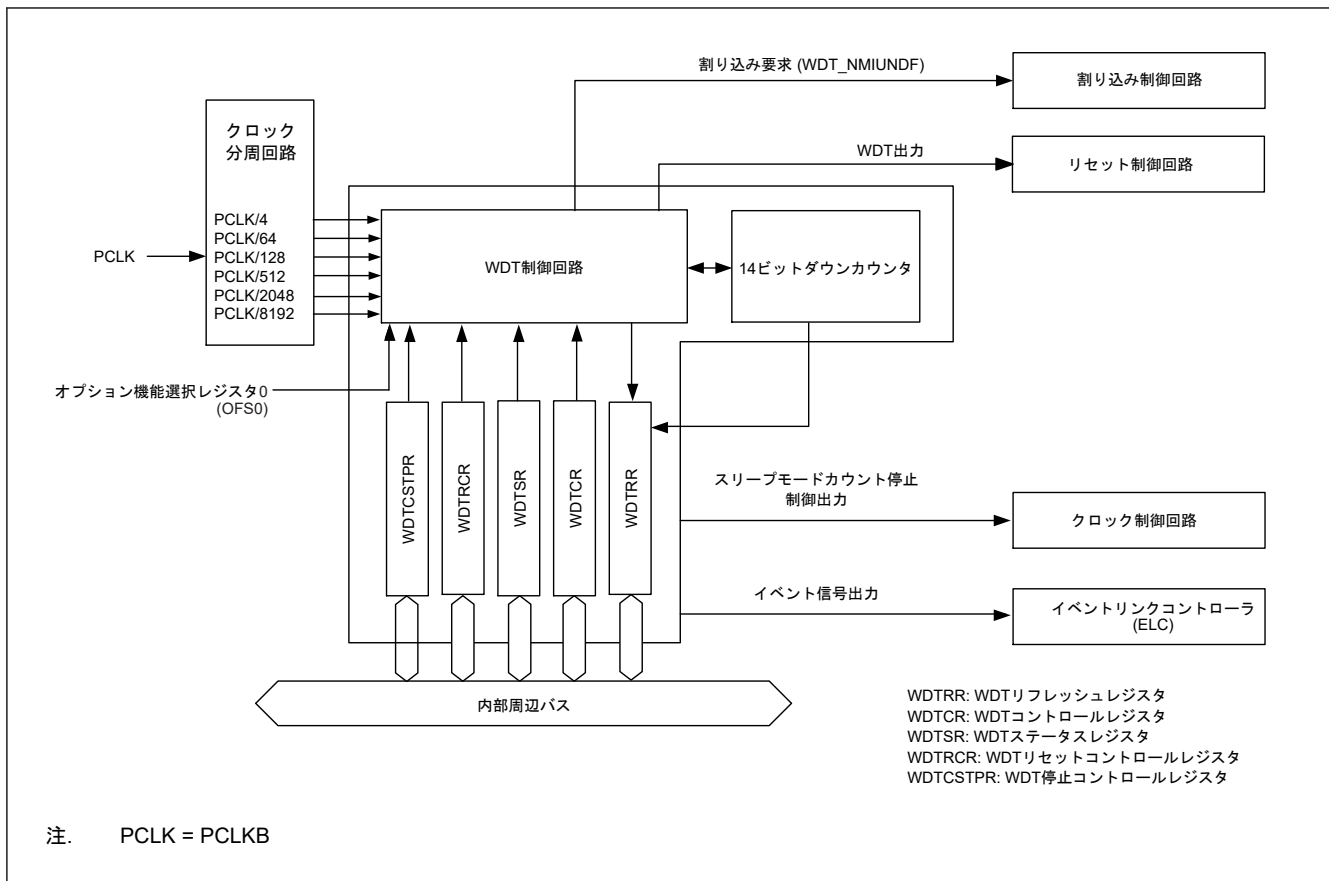 割り込み要求 (WDT_NMIUNDF)
割り込み制御回路
クロック
分周回路
WDT出力
リセット制御回路
PCLK/4
PCLK/64
PCLK/128
PCLK/512
PCLK/2048
PCLK/8192
PCLK
WDT制御回路
14ビットダウンカウンタ
オプション機能選択レジスタ0
(OFS0)
WDTCSTPR
WDTRCR
WDTSR
WDTCR
WDTRR
スリープモードカウント停止
制御出力
クロック制御回路
イベント信号出力
イベントリンクコントローラ
(ELC)
内部周辺バス
WDTRR: WDTリフレッシュレジスタ
WDTCR: WDTコントロールレジスタ
WDTSR: WDTステータスレジスタ
WDTRCR: WDTリセットコントロールレジスタ
WDTCSTPR: WDT停止コントロールレジスタ
注. PCLK = PCLKB